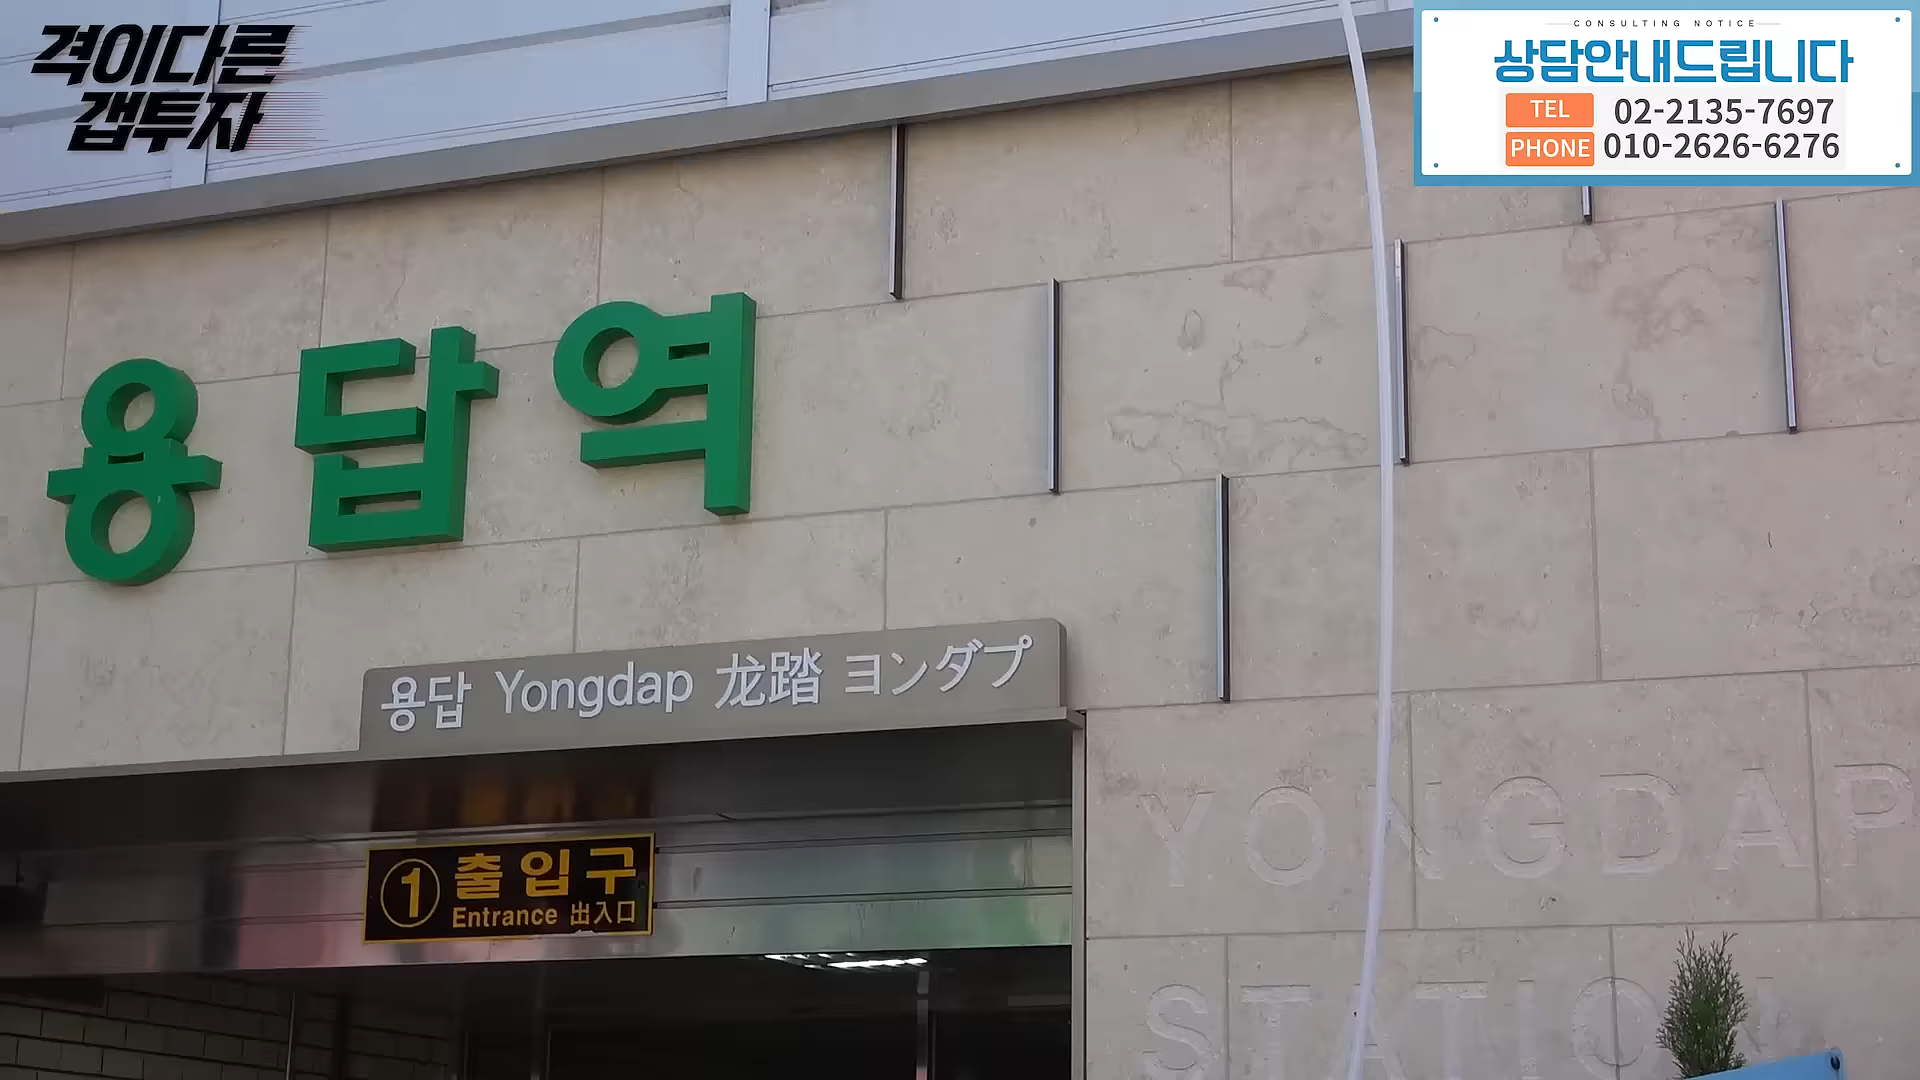 격이다른
갭투자
CONSULTING NOTICE
상담안내드립니다
TEL 02-2135-7697
PHONE 010-2626-6276
용답역
용답 Yongdap 龙踏 ヨンダプ
1 출입구
Entrance 出入口
YONGDAP
STATION